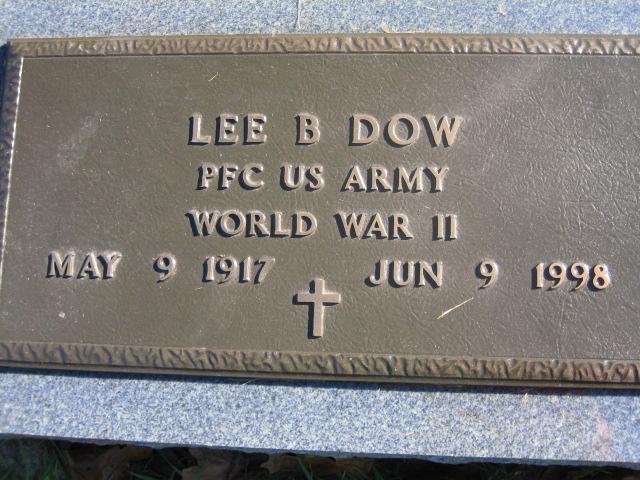 LEE B DOW
PFC US ARMY
WORLD WAR II
MAY 9 1917 JUN 9 1998